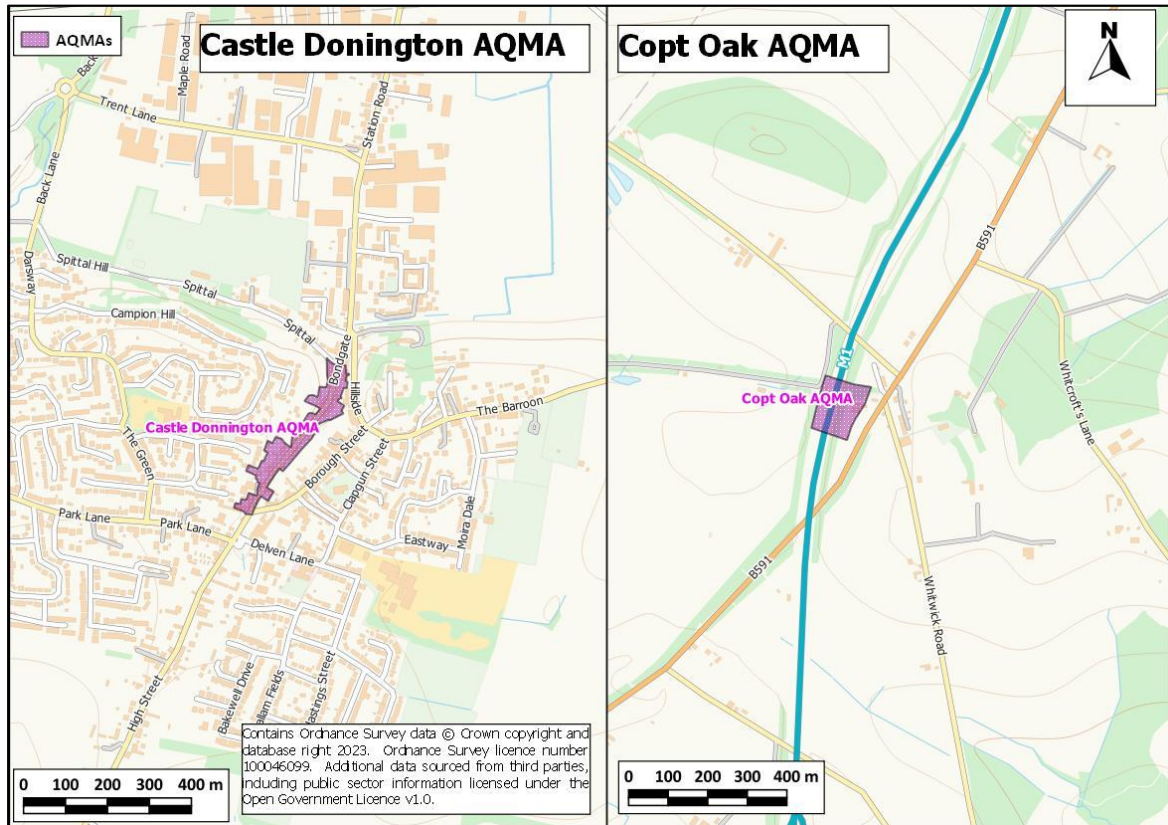 AQMAs
Castle Donington AQMA
Maple Road
Back
Trent Lane
Station Road
Back Lane
Darsway
Spittal Hill
Spittal
Campion Hill
Spittal
Bondgate
Hillside
The Barroon
Castle Donnington AQMA
The Green
Borough Street
Clapgun Street
Park Lane
Park Lane
Delven Lane
Eastway
Moira Dale
High Street
Bakewell Drive
allam Fields
Hastings Street
0 100 200 300 400 m
Contains Ordnance Survey data © Crown copyright and
database right 2023. Ordnance Survey licence number
100046099. Additional data sourced from third parties,
including public sector information licensed under the
Open Government Licence v1.0.
Copt Oak AQMA
N
B591
M1
Copt Oak AQMA
Whitcroft's Lane
B591
Whitwick Road
0 100 200 300 400 m